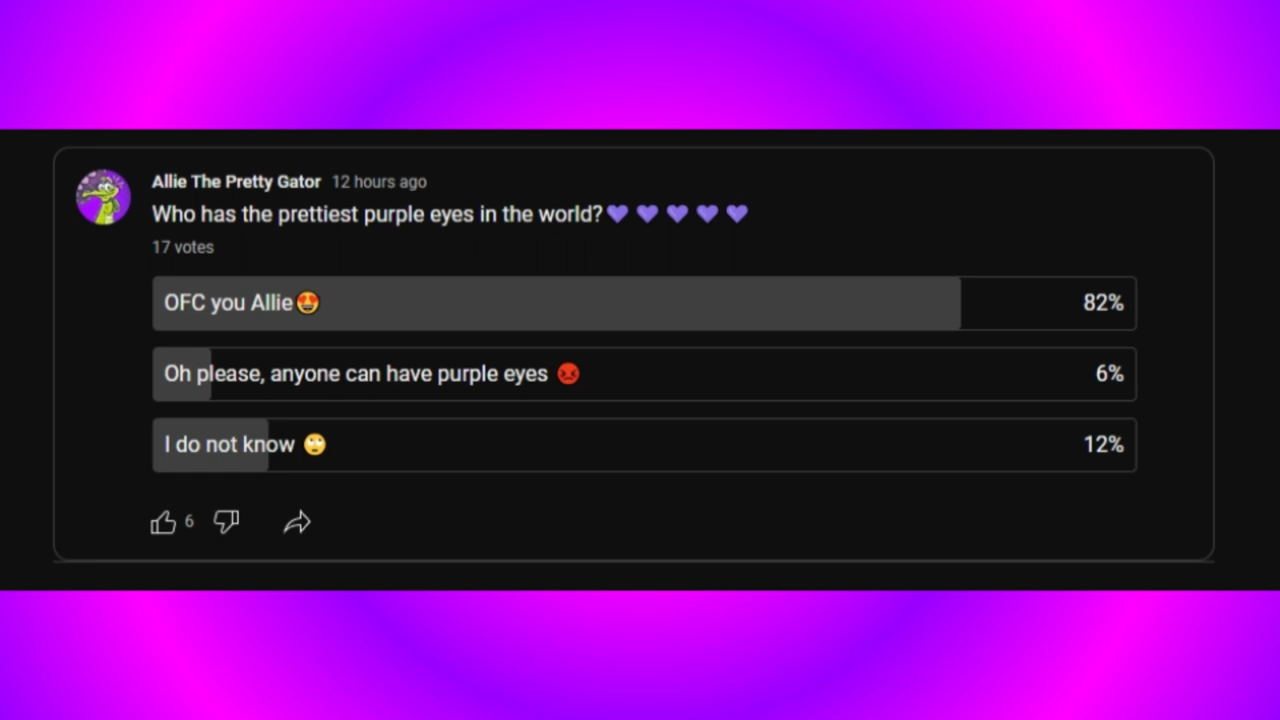 Allie The Pretty Gator 12 hours ago
Who has the prettiest purple eyes in the world?💜💜💜💜💜
17 votes
OFC you Allie😍 82%
Oh please, anyone can have purple eyes 😡 6%
I do not know 🙄 12%
6